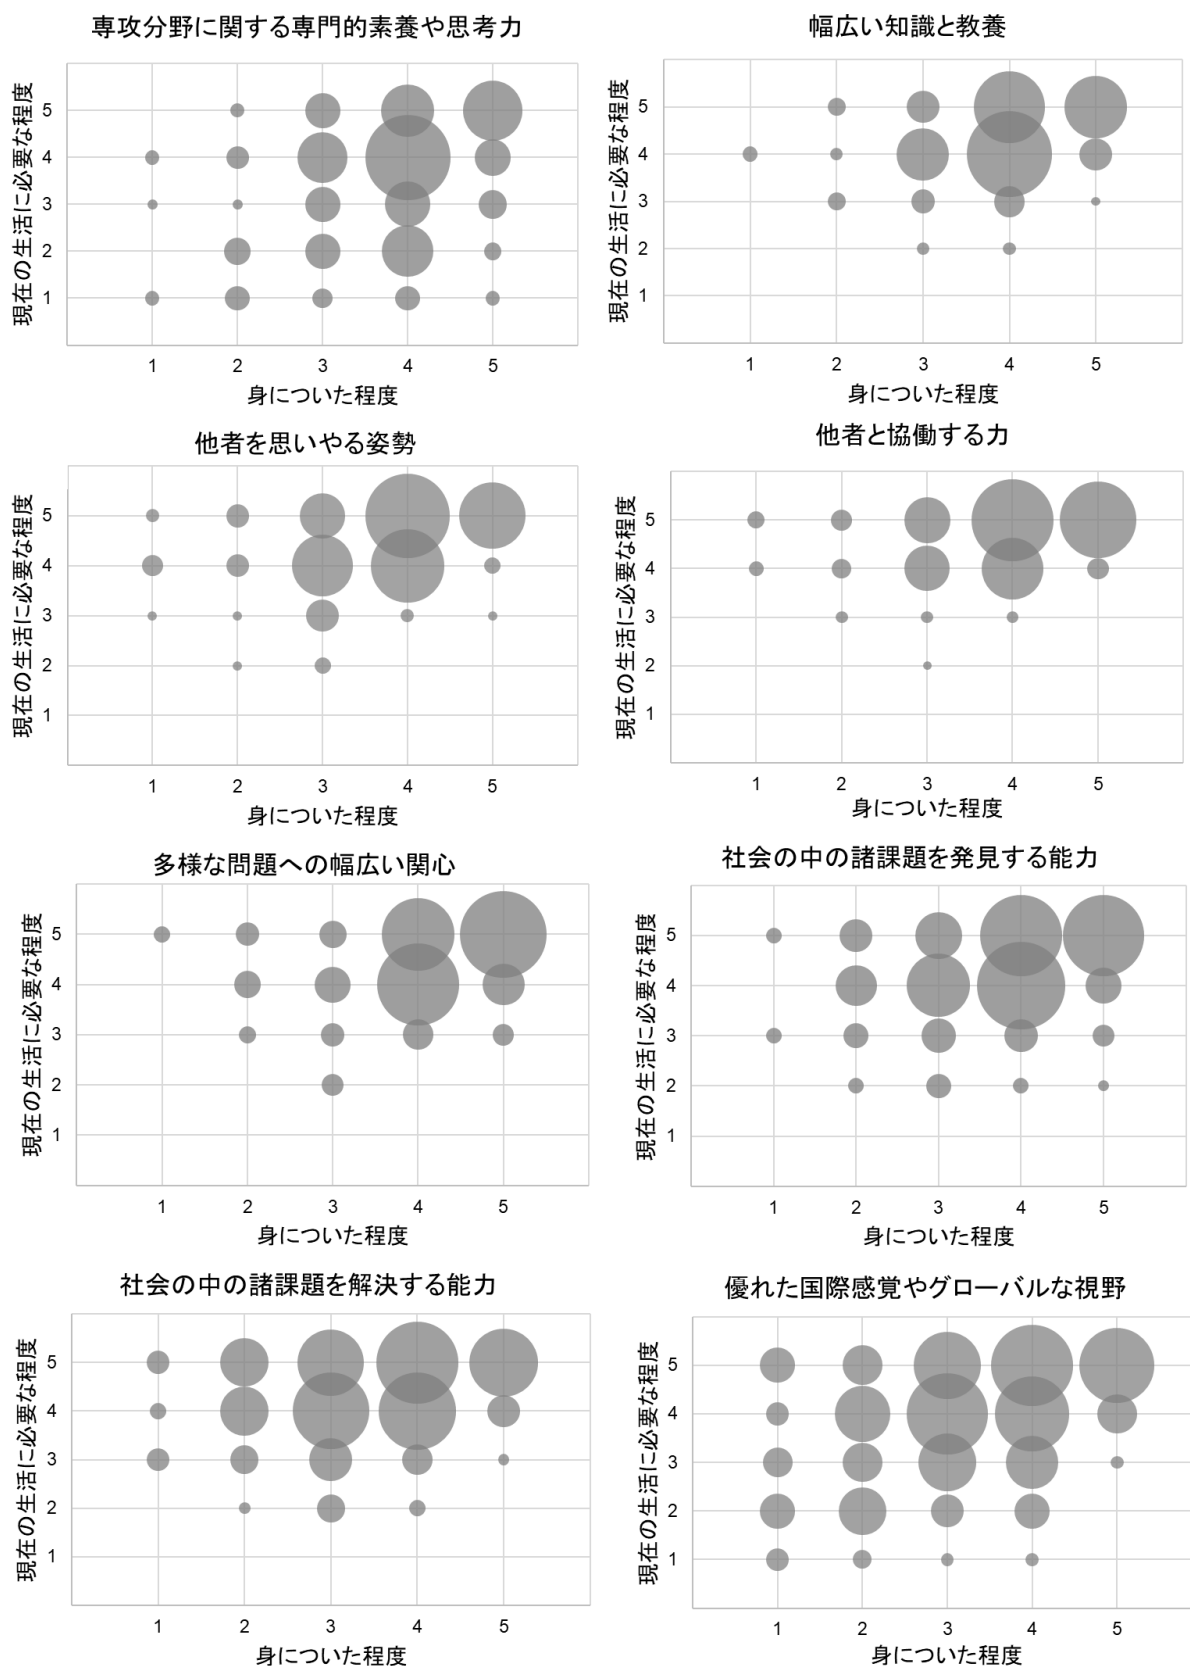 専攻分野に関する専門的素養や思考力
現在の生活に必要な程度
5
4
3
2
1
1 2 3 4 5
身についた程度
幅広い知識と教養
現在の生活に必要な程度
5
4
3
2
1
1 2 3 4 5
身についた程度
他者を思いやる姿勢
現在の生活に必要な程度
5
4
3
2
1
1 2 3 4 5
身についた程度
他者と協働する力
現在の生活に必要な程度
5
4
3
2
1
1 2 3 4 5
身についた程度
多様な問題への幅広い関心
現在の生活に必要な程度
5
4
3
2
1
1 2 3 4 5
身についた程度
社会の中の諸課題を発見する能力
現在の生活に必要な程度
5
4
3
2
1
1 2 3 4 5
身についた程度
社会の中の諸課題を解決する能力
現在の生活に必要な程度
5
4
3
2
1
1 2 3 4 5
身についた程度
優れた国際感覚やグローバルな視野
現在の生活に必要な程度
5
4
3
2
1
1 2 3 4 5
身についた程度